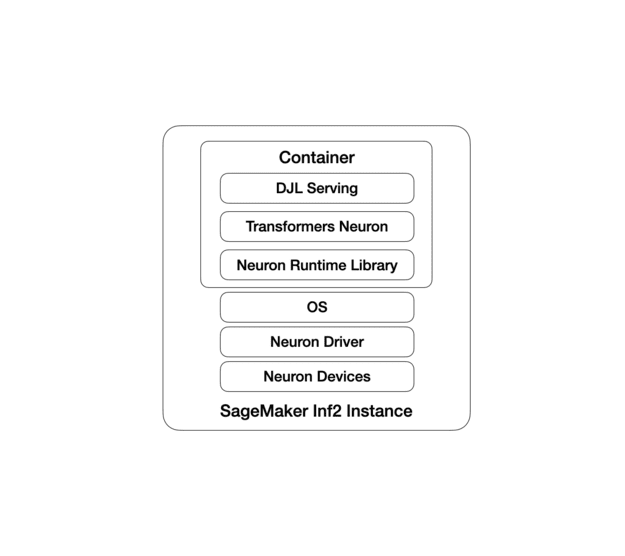 Container
DJL Serving
Transformers Neuron
Neuron Runtime Library
OS
Neuron Driver
Neuron Devices
SageMaker Inf2 Instance